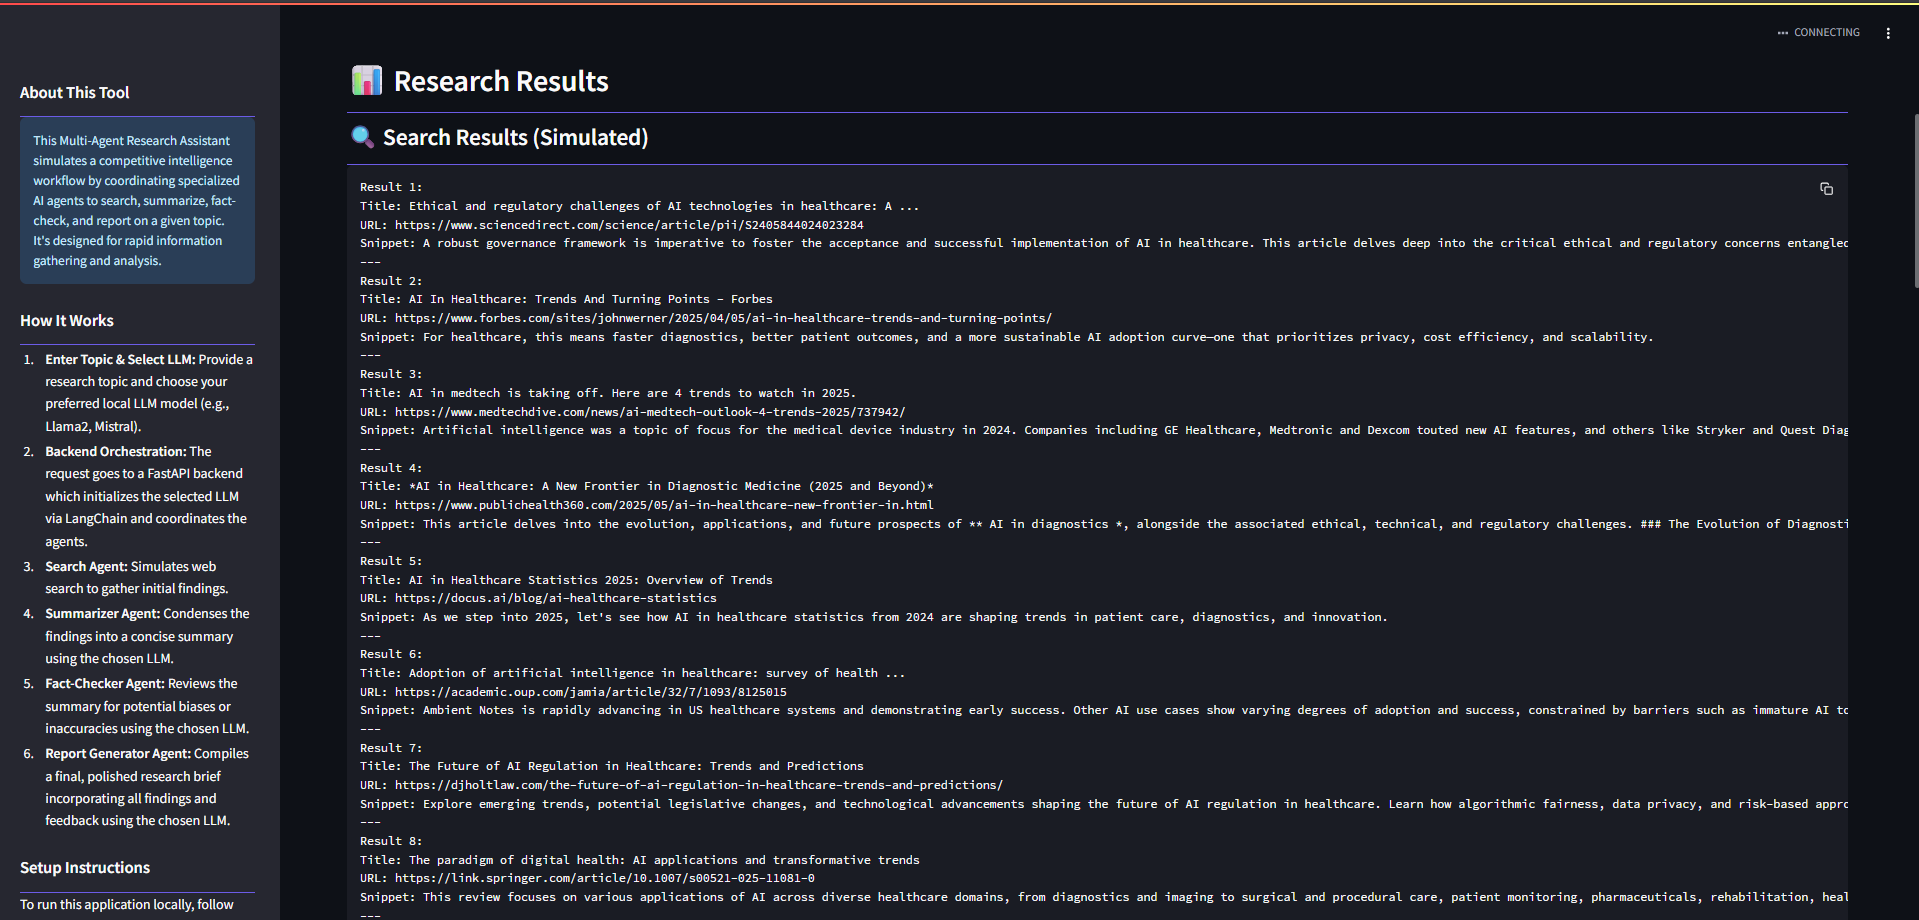 CONNECTING
About This Tool
This Multi-Agent Research Assistant
simulates a competitive intelligence
workflow by coordinating specialized
AI agents to search, summarize, fact-
check, and report on a given topic.
It's designed for rapid information
gathering and analysis.
How It Works
1. Enter Topic & Select LLM: Provide a
research topic and choose your
preferred local LLM model (e.g.,
Llama2, Mistral).
2. Backend Orchestration: The
request goes to a FastAPI backend
which initializes the selected LLM
via LangChain and coordinates the
agents.
3. Search Agent: Simulates web
search to gather initial findings.
4. Summarizer Agent: Condenses the
findings into a concise summary
using the chosen LLM.
5. Fact-Checker Agent: Reviews the
summary for potential biases or
inaccuracies using the chosen LLM.
6. Report Generator Agent: Compiles
a final, polished research brief
incorporating all findings and
feedback using the chosen LLM.
Setup Instructions
To run this application locally, follow
Research Results
Search Results (Simulated)
Result 1:
Title: Ethical and regulatory challenges of AI technologies in healthcare: A ...
URL: https://www.sciencedirect.com/science/article/pii/S2405844024023284
Snippet: A robust governance framework is imperative to foster the acceptance and successful implementation of AI in healthcare. This article delves deep into the critical ethical and regulatory concerns entangled
---
Result 2:
Title: AI In Healthcare: Trends And Turning Points - Forbes
URL: https://www.forbes.com/sites/johnwerner/2025/04/05/ai-in-healthcare-trends-and-turning-points/
Snippet: For healthcare, this means faster diagnostics, better patient outcomes, and a more sustainable AI adoption curve—one that prioritizes privacy, cost efficiency, and scalability.
---
Result 3:
Title: AI in medtech is taking off. Here are 4 trends to watch in 2025.
URL: https://www.medtechdive.com/news/ai-medtech-outlook-4-trends-2025/737942/
Snippet: Artificial intelligence was a topic of focus for the medical device industry in 2024. Companies including GE Healthcare, Medtronic and Dexcom touted new AI features, and others like Stryker and Quest Diag
---
Result 4:
Title: *AI in Healthcare: A New Frontier in Diagnostic Medicine (2025 and Beyond)*
URL: https://www.publichealth360.com/2025/05/ai-in-healthcare-new-frontier-in.html
Snippet: This article delves into the evolution, applications, and future prospects of ** AI in diagnostics *, alongside the associated ethical, technical, and regulatory challenges. ### The Evolution of Diagnosti
---
Result 5:
Title: AI in Healthcare Statistics 2025: Overview of Trends
URL: https://docus.ai/blog/ai-healthcare-statistics
Snippet: As we step into 2025, let's see how AI in healthcare statistics from 2024 are shaping trends in patient care, diagnostics, and innovation.
---
Result 6:
Title: Adoption of artificial intelligence in healthcare: survey of health ...
URL: https://academic.oup.com/jamia/article/32/7/1093/8125015
Snippet: Ambient Notes is rapidly advancing in US healthcare systems and demonstrating early success. Other AI use cases show varying degrees of adoption and success, constrained by barriers such as immature AI to
---
Result 7:
Title: The Future of AI Regulation in Healthcare: Trends and Predictions
URL: https://djholtlaw.com/the-future-of-ai-regulation-in-healthcare-trends-and-predictions/
Snippet: Explore emerging trends, potential legislative changes, and technological advancements shaping the future of AI regulation in healthcare. Learn how algorithmic fairness, data privacy, and risk-based appro
---
Result 8:
Title: The paradigm of digital health: AI applications and transformative trends
URL: https://link.springer.com/article/10.1007/s00521-025-11081-0
Snippet: This review focuses on various applications of AI across diverse healthcare domains, from diagnostics and imaging to surgical and procedural care, patient monitoring, pharmaceuticals, rehabilitation, heal
---